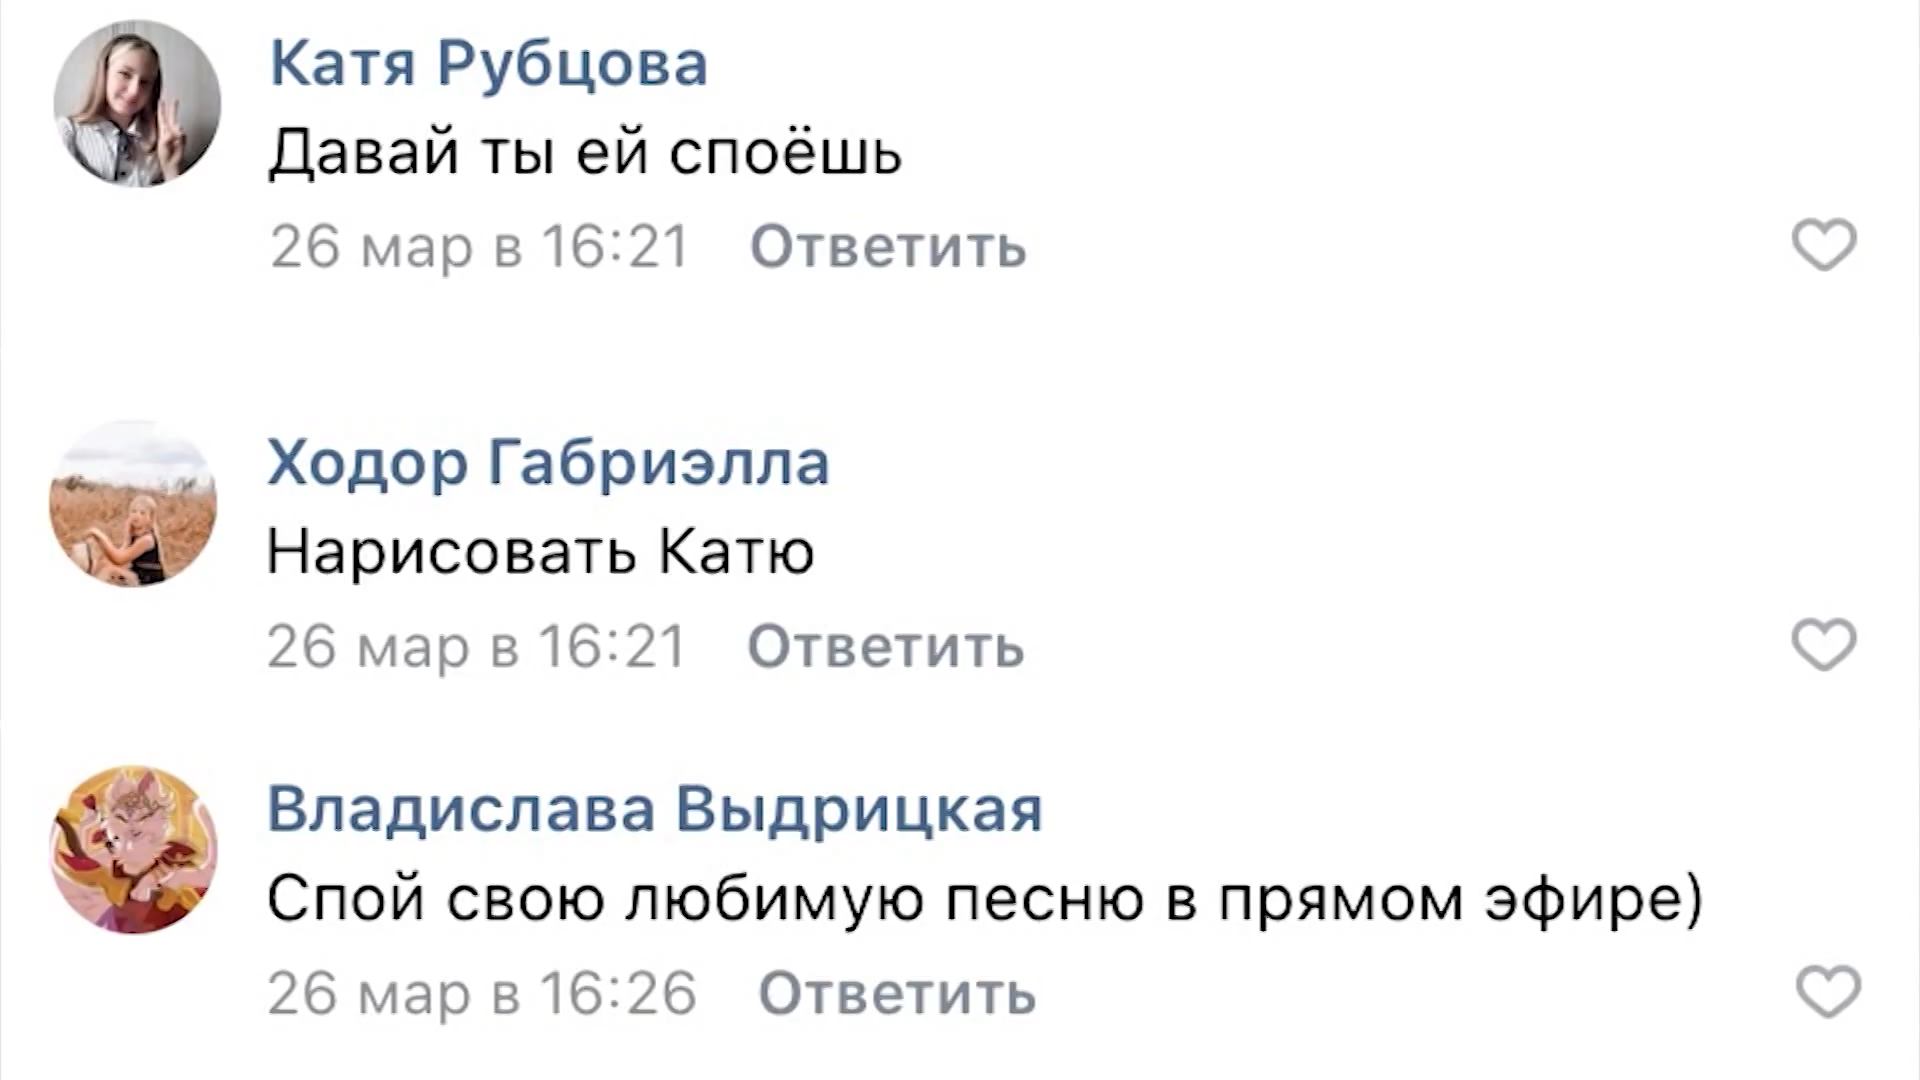 Катя Рубцова
Давай ты ей споёшь
26 мар в 16:21 Ответить
Ходор Габриэлла
Нарисовать Катю
26 мар в 16:21 Ответить
Владислава Выдрицкая
Спой свою любимую песню в прямом эфире)
26 мар в 16:26 Ответить